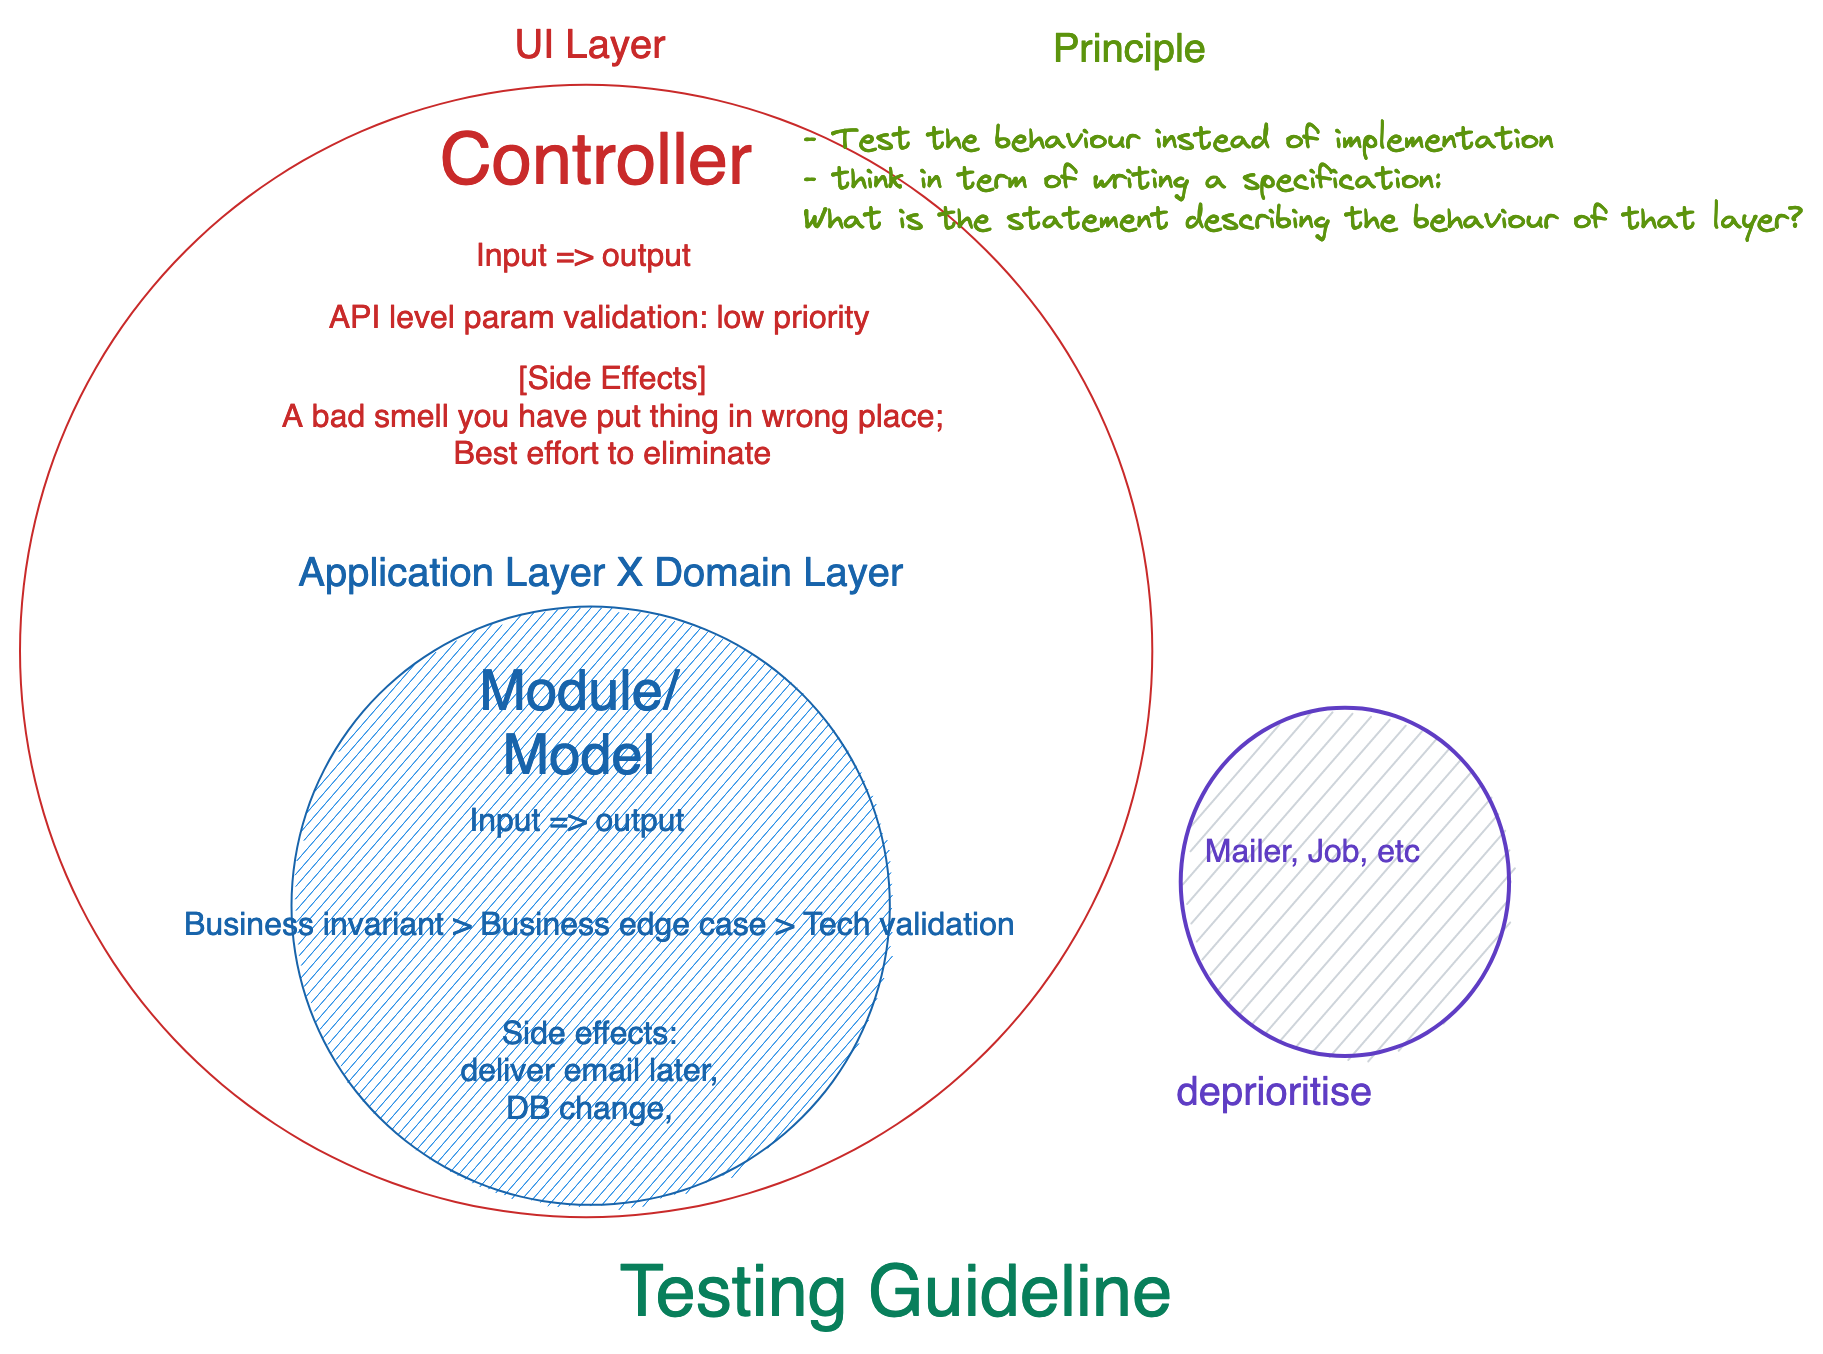 UI Layer
Principle
Controller
- Test the behaviour instead of implementation
- think in term of writing a specification:
What is the statement describing the behaviour of that layer?
Input => output
API level param validation: low priority
[Side Effects]
A bad smell you have put thing in wrong place;
Best effort to eliminate
Application Layer X Domain Layer
Module/
Model
Input => output
Business invariant > Business edge case > Tech validation
Side effects:
deliver email later,
DB change,
Mailer, Job, etc
deprioritise
Testing Guideline